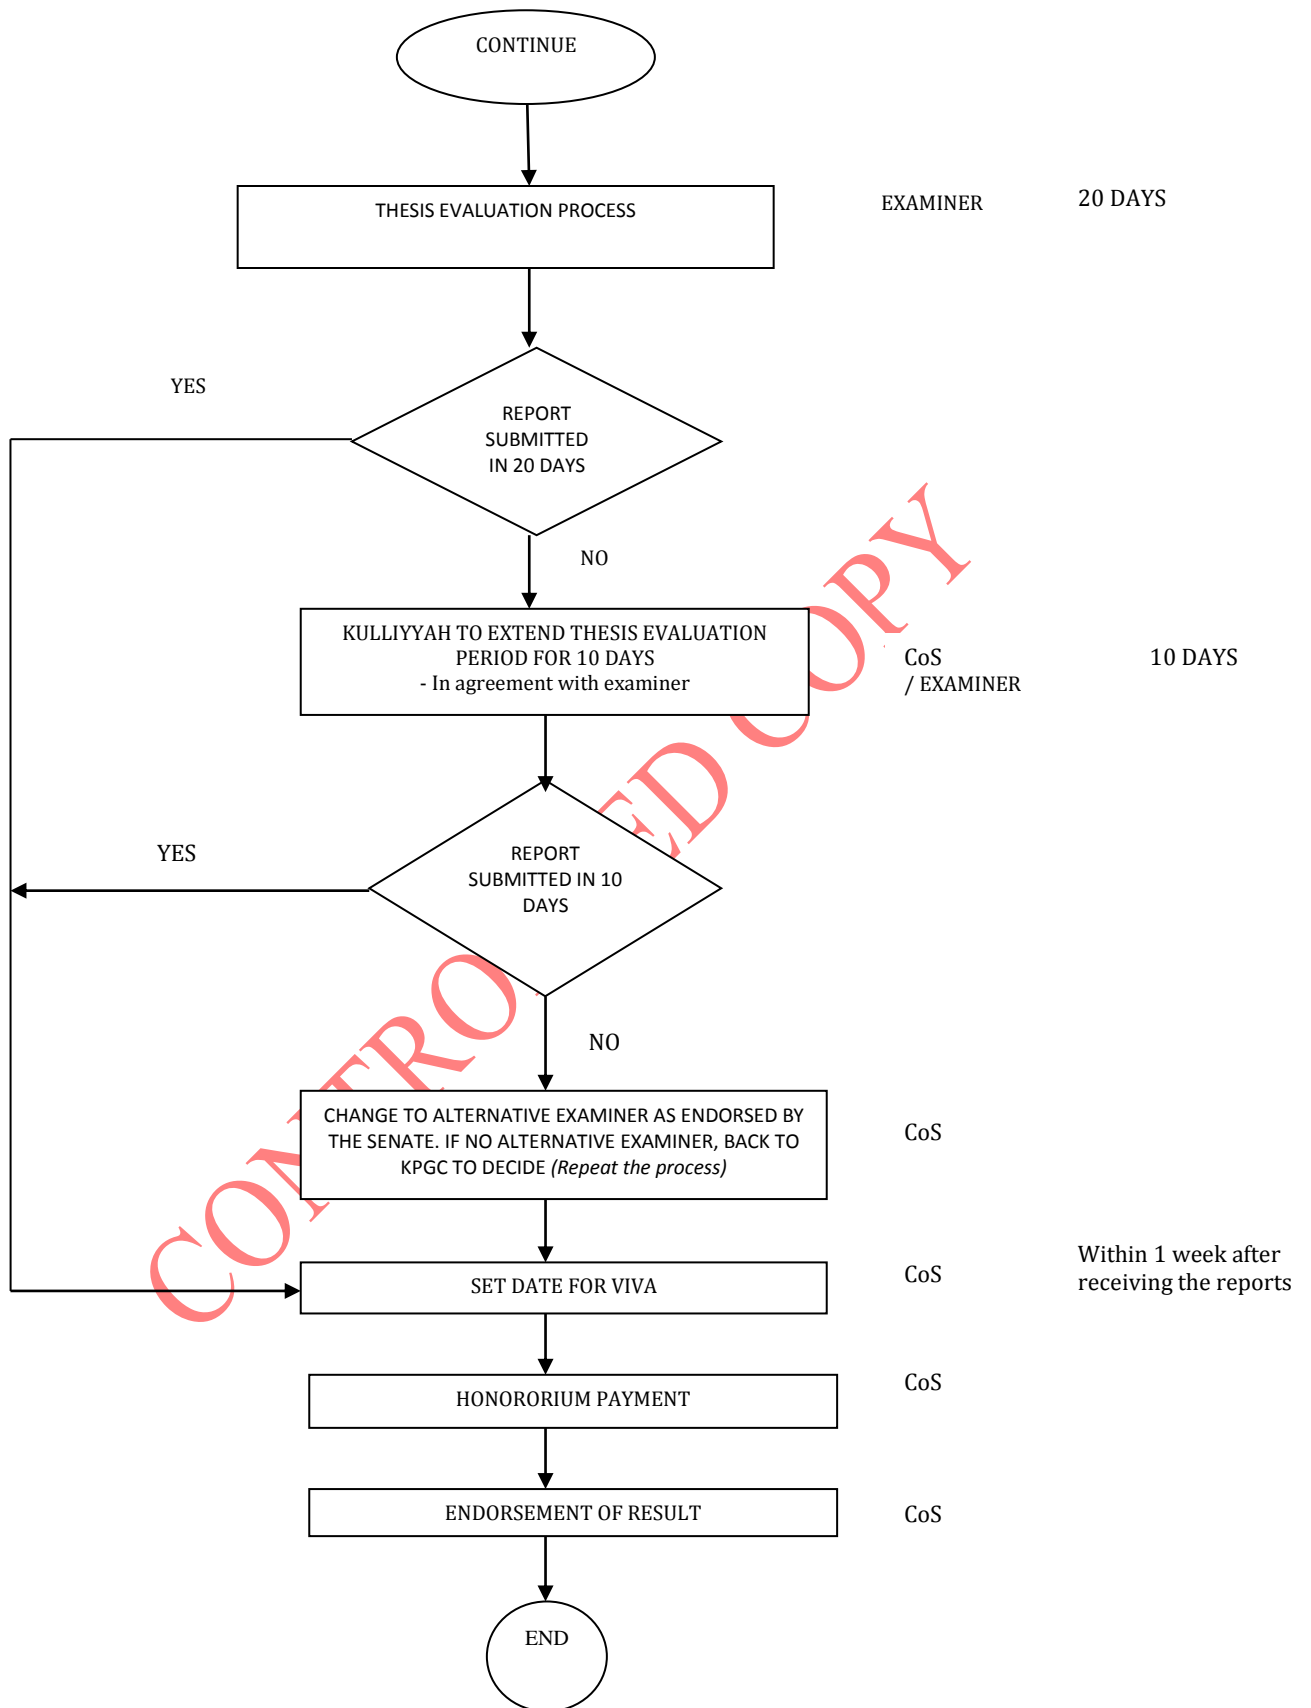 CONTINUE
THESIS EVALUATION PROCESS
EXAMINER
20 DAYS
YES
REPORT
SUBMITTED
IN 20 DAYS
NO
KULLIYYAH TO EXTEND THESIS EVALUATION
PERIOD FOR 10 DAYS
- In agreement with examiner
CoS
/ EXAMINER
10 DAYS
YES
REPORT
SUBMITTED IN 10
DAYS
NO
CHANGE TO ALTERNATIVE EXAMINER AS ENDORSED BY
THE SENATE. IF NO ALTERNATIVE EXAMINER, BACK TO
KPGC TO DECIDE (Repeat the process)
CoS
SET DATE FOR VIVA
CoS
Within 1 week after
receiving the reports
HONORORIUM PAYMENT
CoS
ENDORSEMENT OF RESULT
CoS
END